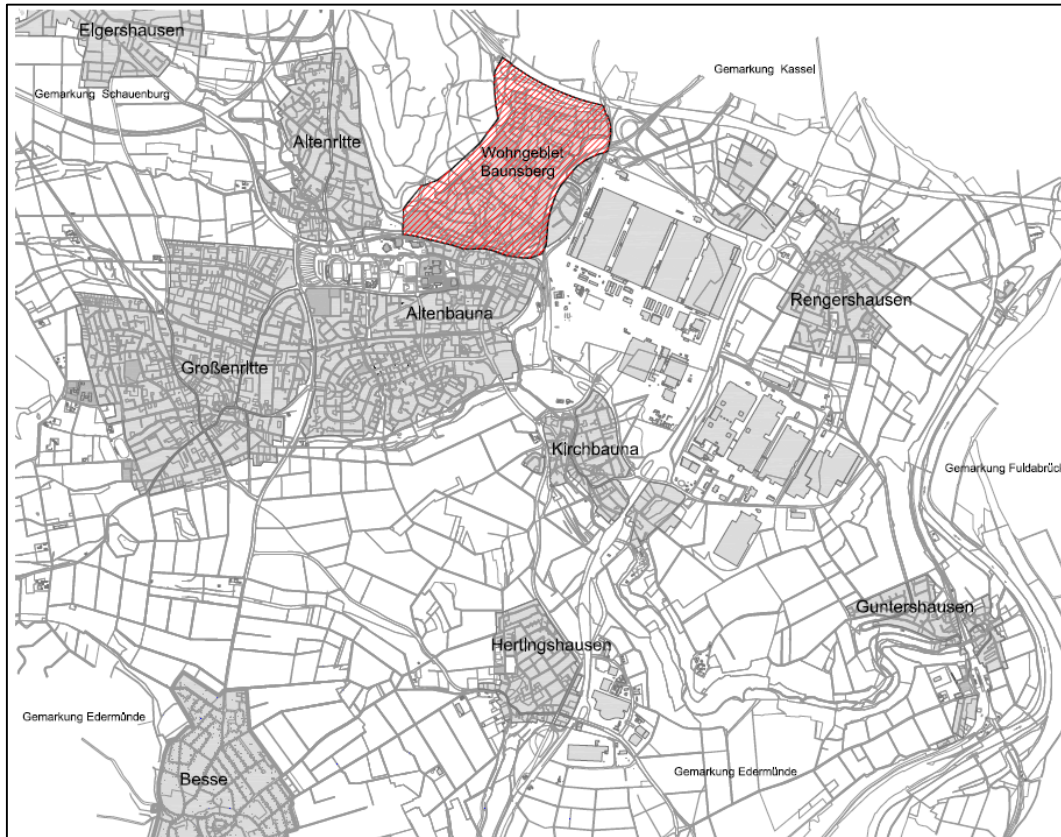 Elgershausen
Gemarkung Kassel
Gemarkung Schauenburg
Altenritte
Wohngebiet
Baunsberg
Rengershausen
Altenbauna
Großenritte
Kirchbauna
Gemarkung Fuldabrück
Guntershausen
Hertingshausen
Gemarkung Edermünde
Gemarkung Edermünde
Besse